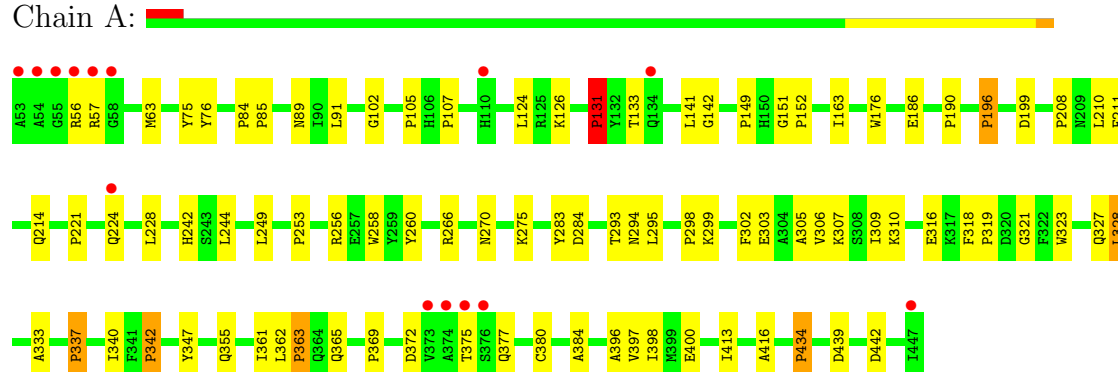 Chain A:
A53 A54 G55 R56 R57 G58 M63 Y75 Y76 P84 P85 N89 I90 L91 G102 P105 H106 P107 H110 L124 R125 K126 P131 Y132 T133 Q134 L141 G142 P149 H150 G151 P152 I163 W176 E186 P190 P196 D199 P208 N209 L210 E211
Q214 P221 Q224 L228 H242 S243 L244 L249 P253 R256 E257 W258 Y259 Y260 R266 N270 K275 Y283 D284 T293 N294 L295 P298 K299 F302 E303 A304 A305 V306 K307 S308 I309 K310 E316 K317 F318 P319 D320 G321 F322 W323 Q327 L328
A333 P337 I340 F341 P342 Y347 Q355 I361 L362 P363 Q364 Q365 P369 D372 V373 A374 T375 S376 Q377 C380 A384 A396 V397 I398 M399 E400 I413 A416 P434 D439 D442 I447